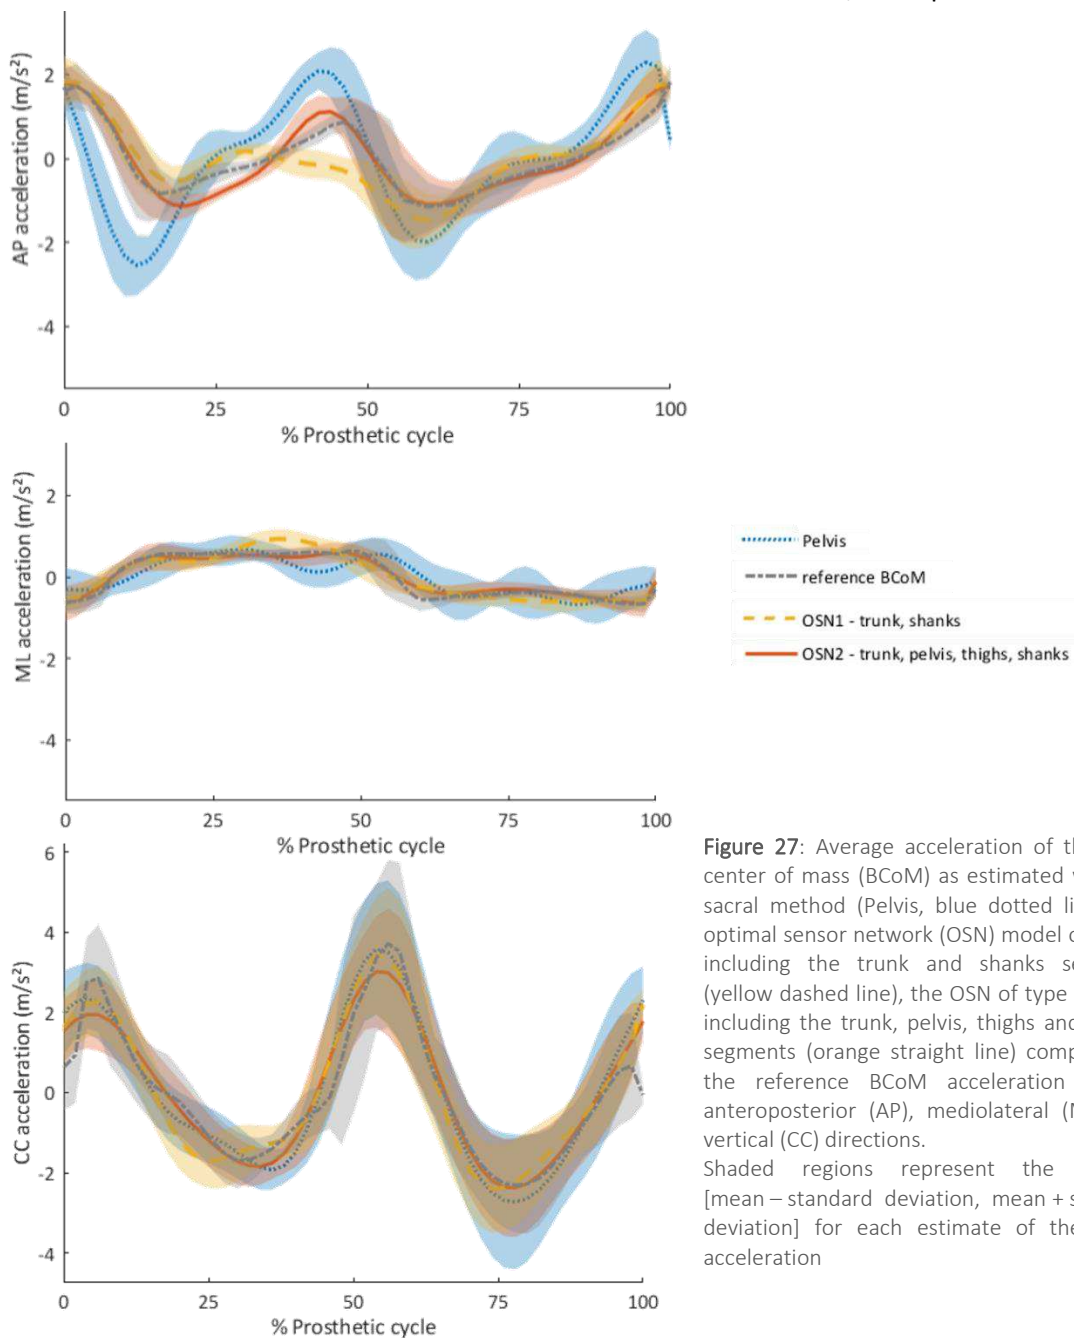 2
0
-2
-4
AP acceleration (m/s²)
0 25 50 75 100
% Prosthetic cycle
2
0
-2
-4
ML acceleration (m/s²)
0 25 50 75 100
% Prosthetic cycle
6
4
2
0
-2
-4
CC acceleration (m/s²)
0 25 50 75 100
% Prosthetic cycle
Pelvis
reference BCoM
OSN1 - trunk, shanks
OSN2 - trunk, pelvis, thighs, shanks
Figure 27: Average acceleration of
center of mass (BCoM) as estimated
sacral method (Pelvis, blue dotted
optimal sensor network (OSN) model
including the trunk and shanks
(yellow dashed line), the OSN of type
including the trunk, pelvis, thighs and
segments (orange straight line)
the reference BCoM acceleration
anteroposterior (AP), mediolateral
vertical (CC) directions.
Shaded regions represent the
[mean – standard deviation, mean +
deviation] for each estimate of the
acceleration